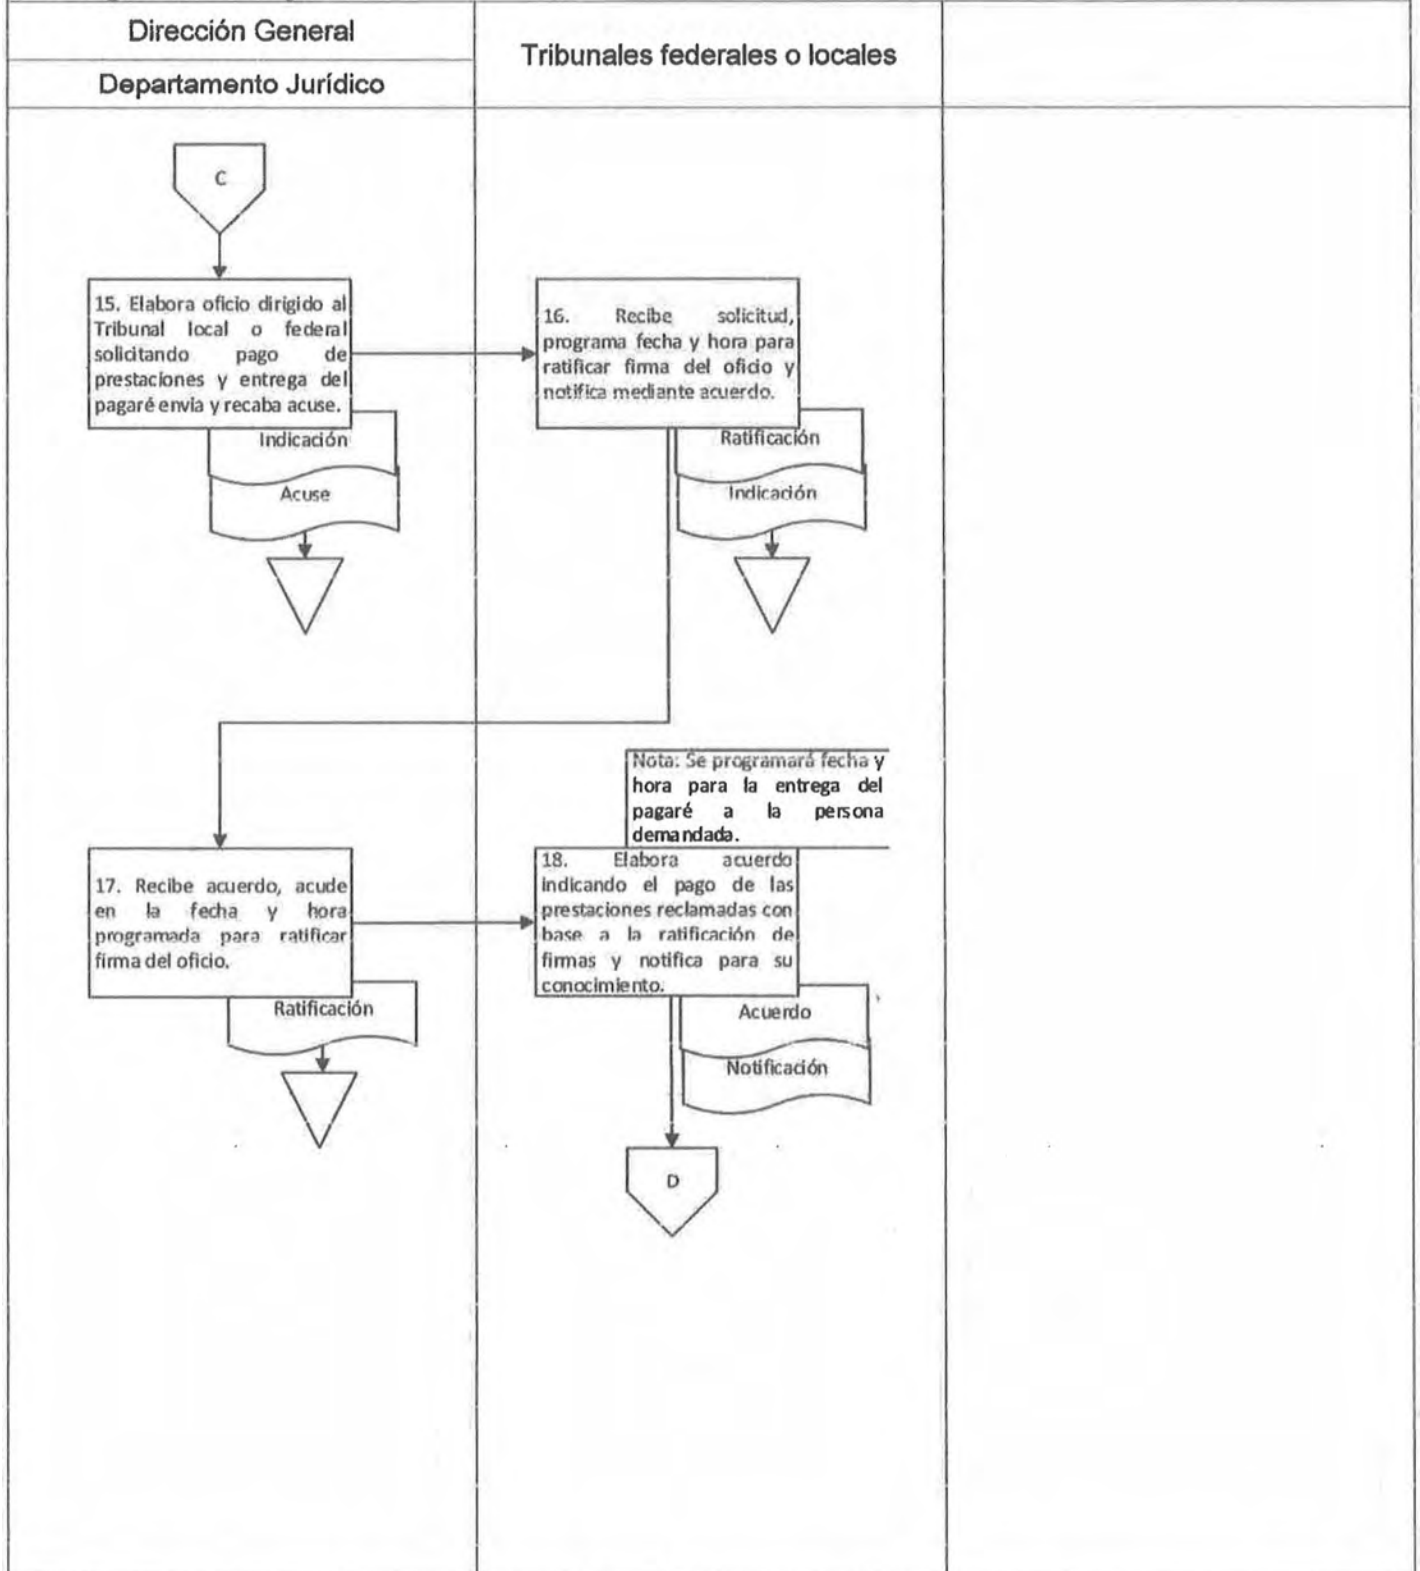 Dirección General
Departamento Jurídico
Tribunales federales o locales
C
15. Elabora oficio dirigido al
Tribunal local o federal
solicitando pago de
prestaciones y entrega del
pagaré envia y recaba acuse.
Indicación
Acuse
16. Recibe solicitud,
programa fecha y hora para
ratificar firma del oficio y
notifica mediante acuerdo.
Ratificación
Indicación
17. Recibe acuerdo, acude
en la fecha y hora
programada para ratificar
firma del oficio.
Ratificación
Nota: Se programará fecha y
hora para la entrega del
pagaré a la persona
demandada.
18. Elabora acuerdo
indicando el pago de las
prestaciones reclamadas con
base a la ratificación de
firmas y notifica para su
conocimiento.
Acuerdo
Notificación
D